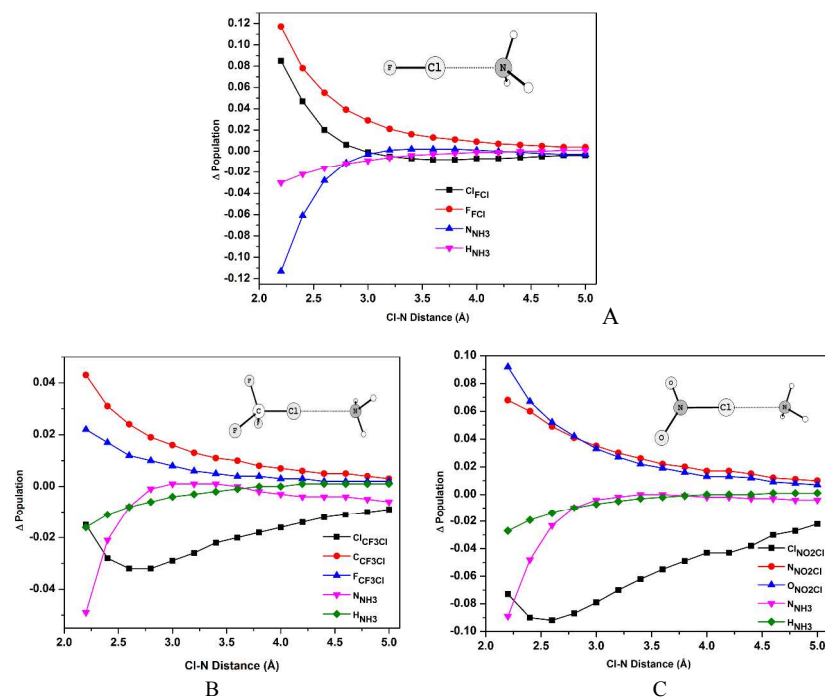 0.12
0.10
0.08
0.06
0.04
0.02
0.00
-0.02
-0.04
-0.06
-0.08
-0.10
-0.12
Δ Population
F Cl N
Cl_FCl
F_FCl
N_NH3
H_NH3
2.0 2.5 3.0 3.5 4.0 4.5 5.0
Cl-N Distance (Å)
A
0.04
0.02
0.00
-0.02
-0.04
Δ Population
F
C Cl N
F F
Cl_CF3Cl
C_CF3Cl
F_CF3Cl
N_NH3
H_NH3
2.0 2.5 3.0 3.5 4.0 4.5 5.0
Cl-N Distance (Å)
B
0.10
0.08
0.06
0.04
0.02
0.00
-0.02
-0.04
-0.06
-0.08
-0.10
Δ Population
O
N Cl N
O
Cl_NO2Cl
N_NO2Cl
O_NO2Cl
N_NH3
H_NH3
2.0 2.5 3.0 3.5 4.0 4.5 5.0
Cl-N Distance (Å)
C